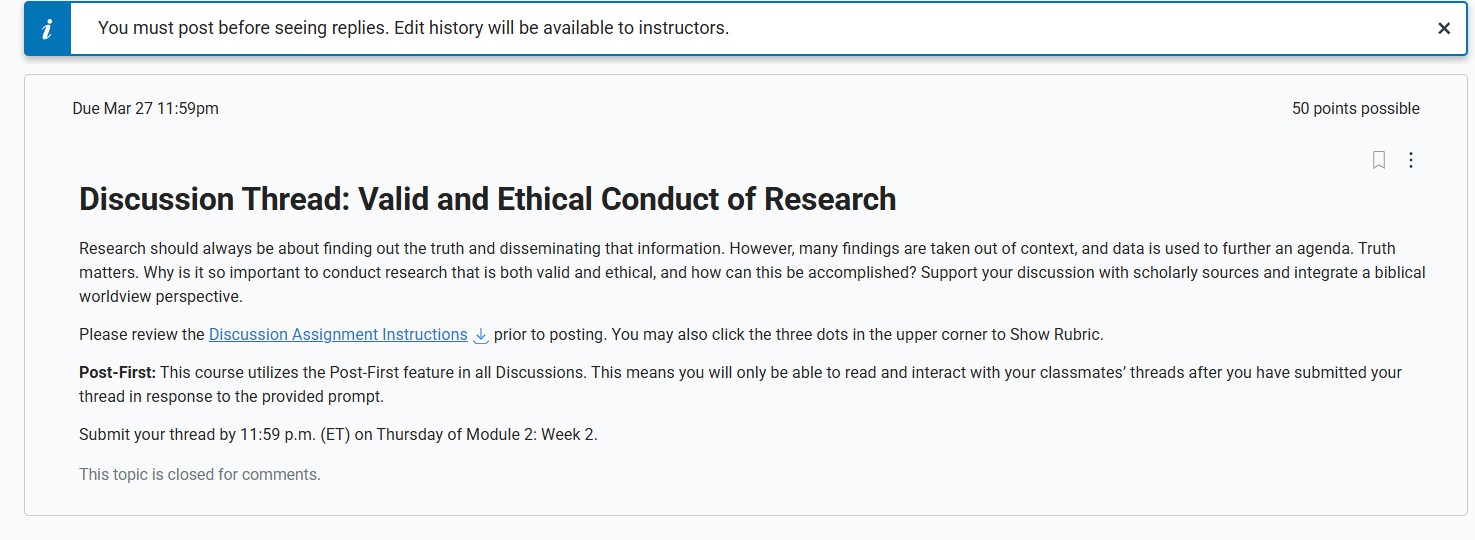 You must post before seeing replies. Edit history will be available to instructors.
Due Mar 27 11:59pm
50 points possible
Discussion Thread: Valid and Ethical Conduct of Research
Research should always be about finding out the truth and disseminating that information. However, many findings are taken out of context, and data is used to further an agenda. Truth
matters. Why is it so important to conduct research that is both valid and ethical, and how can this be accomplished? Support your discussion with scholarly sources and integrate a biblical
worldview perspective.
Please review the Discussion Assignment Instructions prior to posting. You may also click the three dots in the upper corner to Show Rubric.
Post-First: This course utilizes the Post-First feature in all Discussions. This means you will only be able to read and interact with your classmates’ threads after you have submitted your
thread in response to the provided prompt.
Submit your thread by 11:59 p.m. (ET) on Thursday of Module 2: Week 2.
This topic is closed for comments.